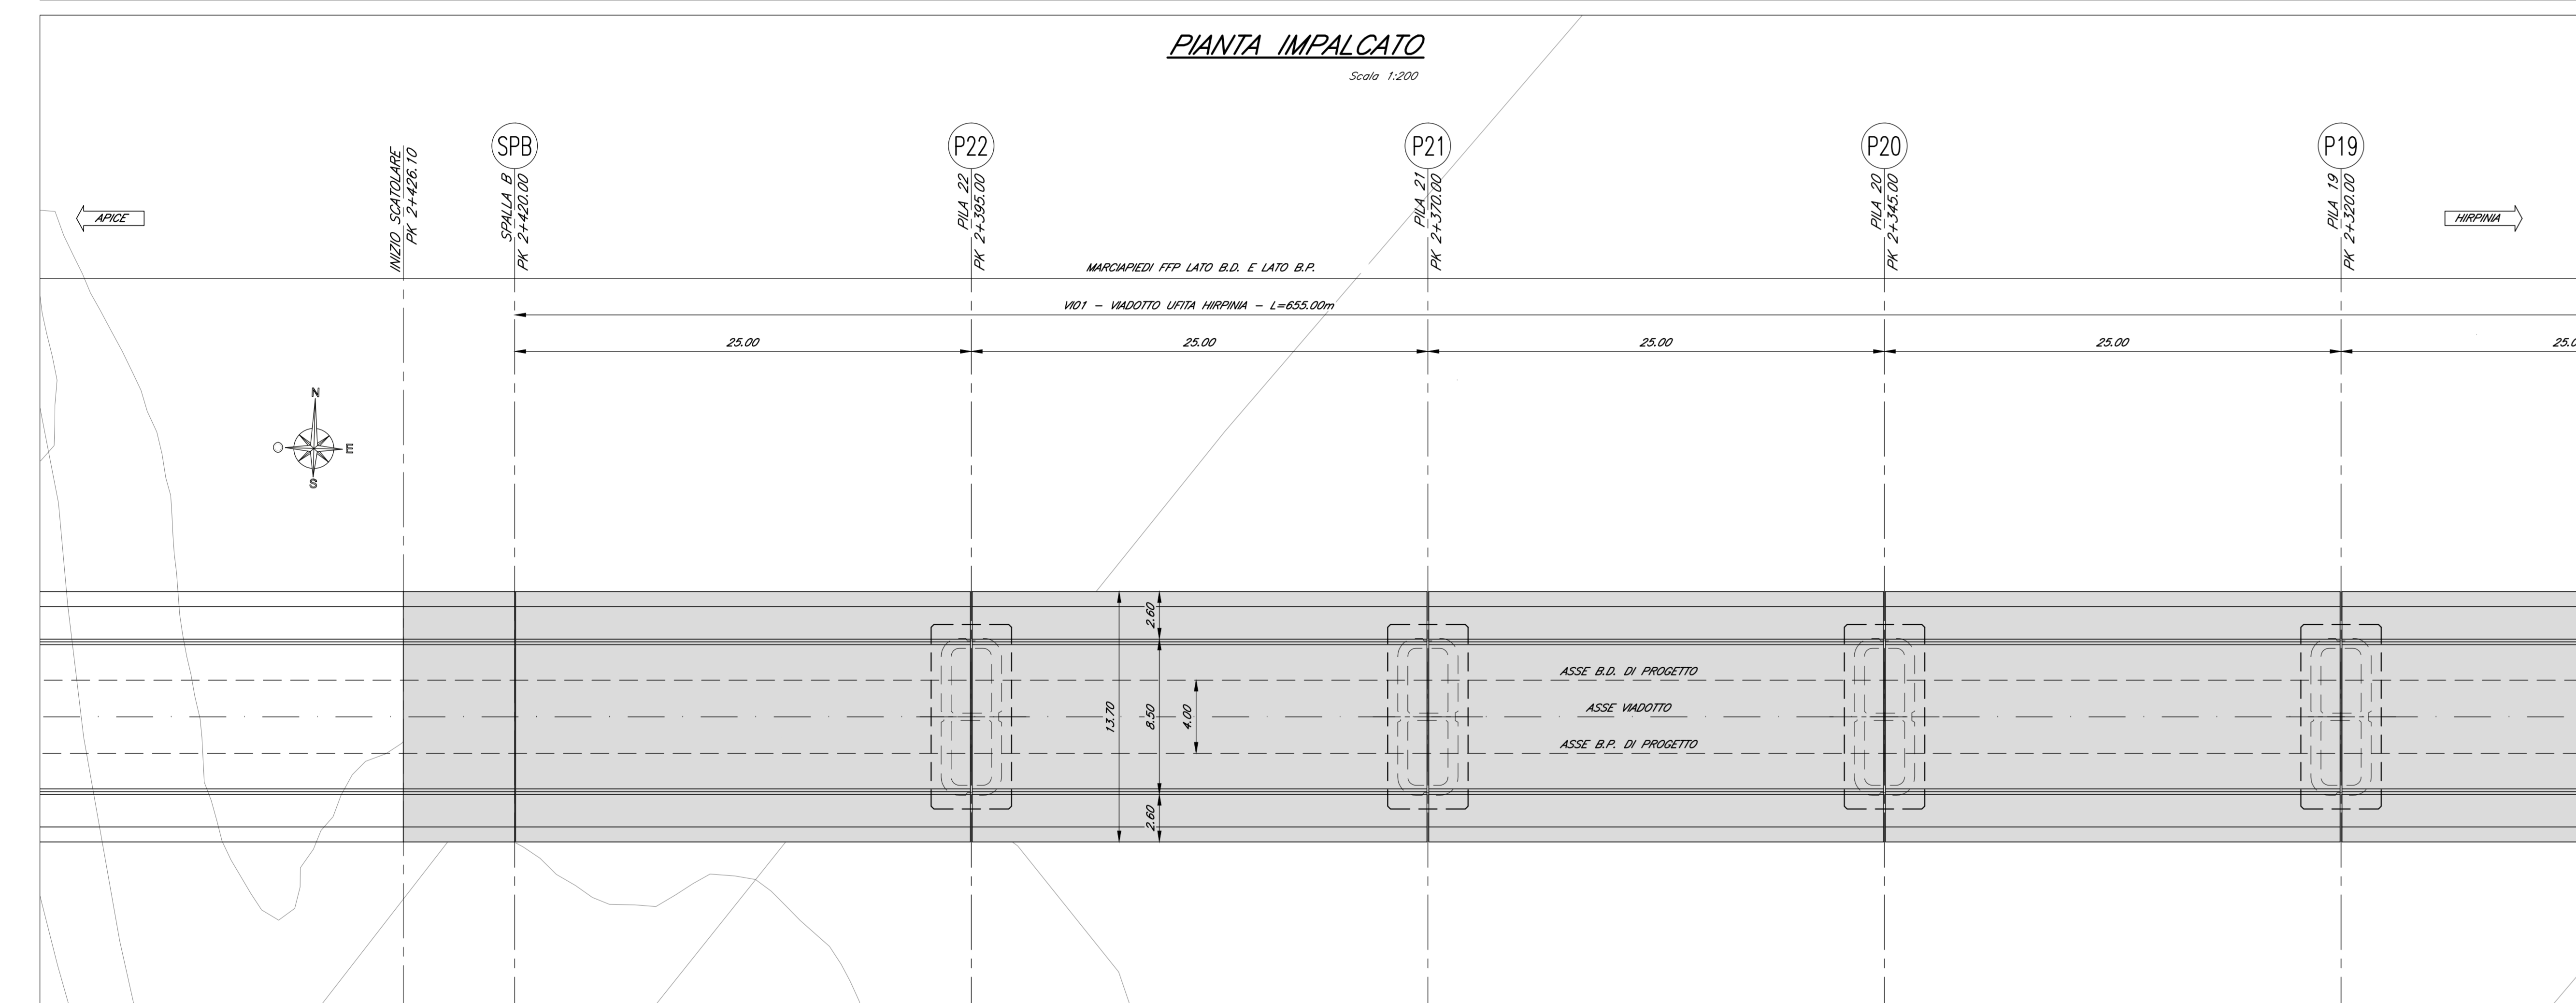 PIANTA IMPALCATO
Scala 1:200
INIZIO SCATOLARE
PK 2+426.10
SPB
SPALLA B
PK 2+420.00
P22
PILA 22
PK 2+395.00
P21
PILA 21
PK 2+370.00
P20
PILA 20
PK 2+345.00
P19
PILA 19
PK 2+320.00
APICE
HIRPINIA
MARCIAPIEDI FFP LATO B.D. E LATO B.P.
VI01 - VIADOTTO UFITA HIRPINIA - L=655.00m
25.00
25.00
25.00
25.00
N
O
E
S
2.60
13.70
8.50
4.00
2.60
ASSE B.D. DI PROGETTO
ASSE VIADOTTO
ASSE B.P. DI PROGETTO